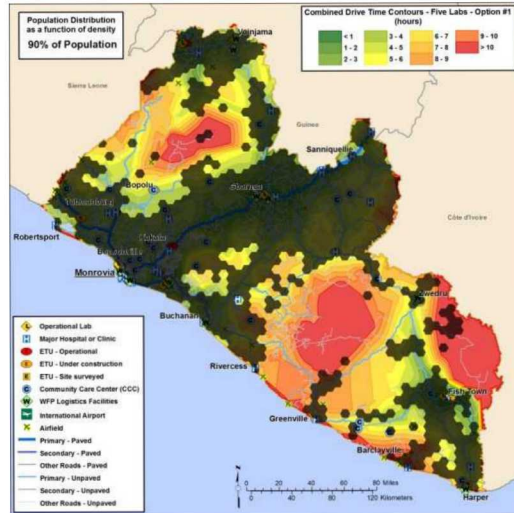 Population Distribution
as a function of density
90% of Population
Combined Drive Time Contours - Five Labs - Option #1
(hours)
< 1
1 - 2
2 - 3
3 - 4
4 - 5
5 - 6
6 - 7
7 - 8
8 - 9
9 - 10
> 10
Voinjama
Sierra Leone
Guinea
Sanniquellie
Bopolu
Côte d'Ivoire
Robertsport
Monrovia
Buchanan
Zwedru
Rivercess
Fish Town
Greenville
Barclayville
Harper
L Operational Lab
H Major Hospital or Clinic
ETU - Operational
ETU - Under construction
ETU - Site surveyed
C Community Care Center (CCC)
W WFP Logistics Facilities
International Airport
Airfield
Primary - Paved
Secondary - Paved
Other Roads - Paved
Primary - Unpaved
Secondary - Unpaved
Other Roads - Unpaved
0 20 40 80 Miles
0 20 40 80 120 Kilometers